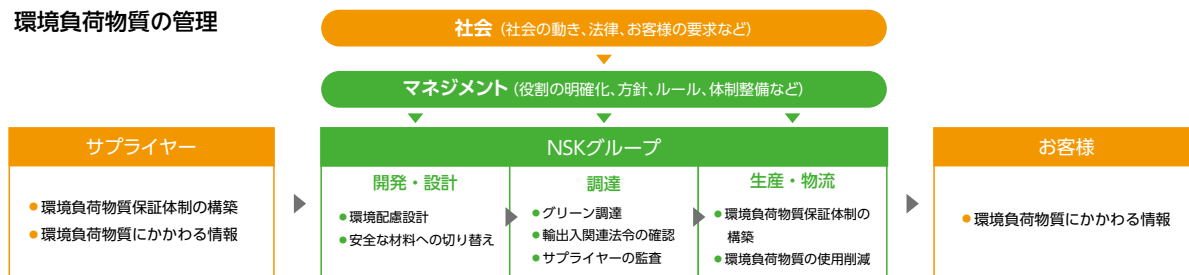 環境負荷物質の管理
社会（社会の動き、法律、お客様の要求など）
マネジメント（役割の明確化、方針、ルール、体制整備など）
サプライヤー
●環境負荷物質保証体制の構築
●環境負荷物質にかかわる情報
NSKグループ
開発・設計
●環境配慮設計
●安全な材料への切り替え
調達
●グリーン調達
●輸出入関連法令の確認
●サプライヤーの監査
生産・物流
●環境負荷物質保証体制の
構築
●環境負荷物質の使用削減
お客様
●環境負荷物質にかかわる情報